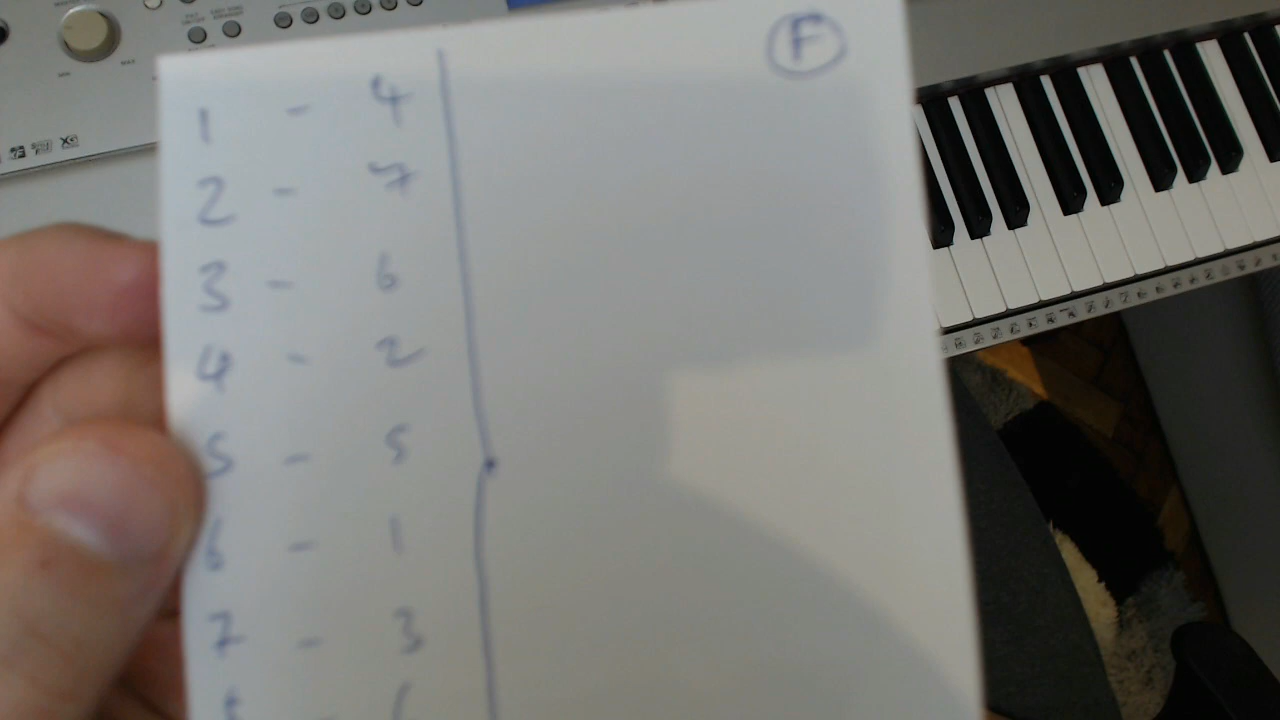 F
1 - 4
2 - 7
3 - 6
4 - 2
5 - 5
6 - 1
7 - 3